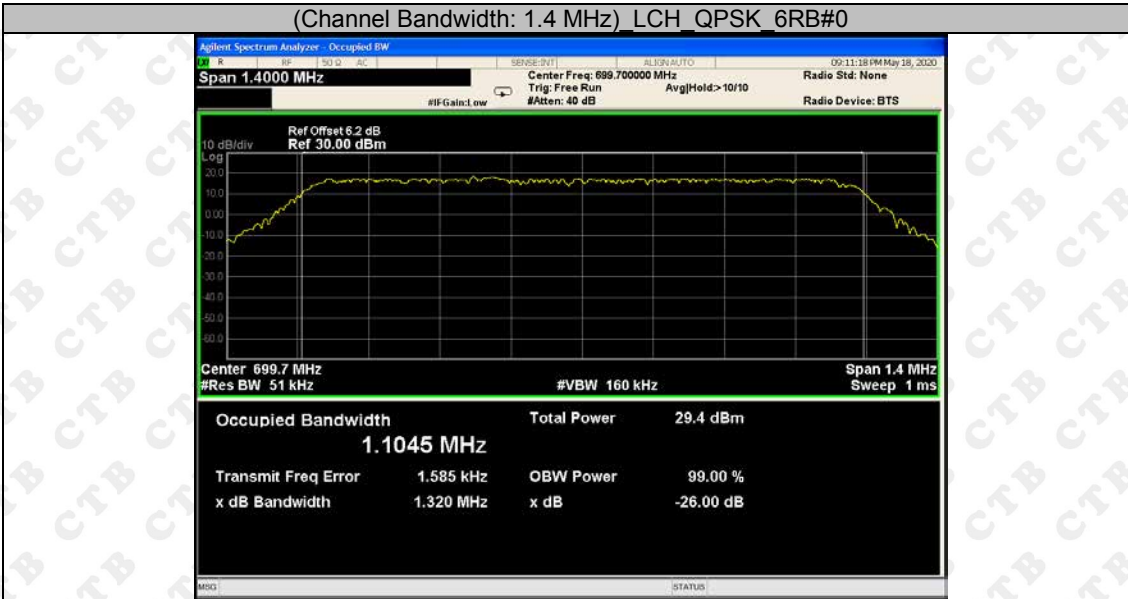 (Channel Bandwidth: 1.4 MHz)_LCH_QPSK_6RB#0
Agilent Spectrum Analyzer - Occupied BW
LXI R RF 50 Ω AC SENSE:INT ALIGN AUTO 09:11:18 PM May 18, 2020
Span 1.4000 MHz
Center Freq: 699.700000 MHz
Radio Std: None
Trig: Free Run Avg|Hold:>10/10
#IFGain:Low #Atten: 40 dB Radio Device: BTS
Ref Offset 6.2 dB
10 dB/div Ref 30.00 dBm
Log
20.0
10.0
0.00
-10.0
-20.0
-30.0
-40.0
-50.0
-60.0
Center 699.7 MHz Span 1.4 MHz
#Res BW 51 kHz #VBW 160 kHz Sweep 1 ms
Occupied Bandwidth Total Power 29.4 dBm
1.1045 MHz
Transmit Freq Error 1.585 kHz OBW Power 99.00 %
x dB Bandwidth 1.320 MHz x dB -26.00 dB
MSG STATUS
CTB